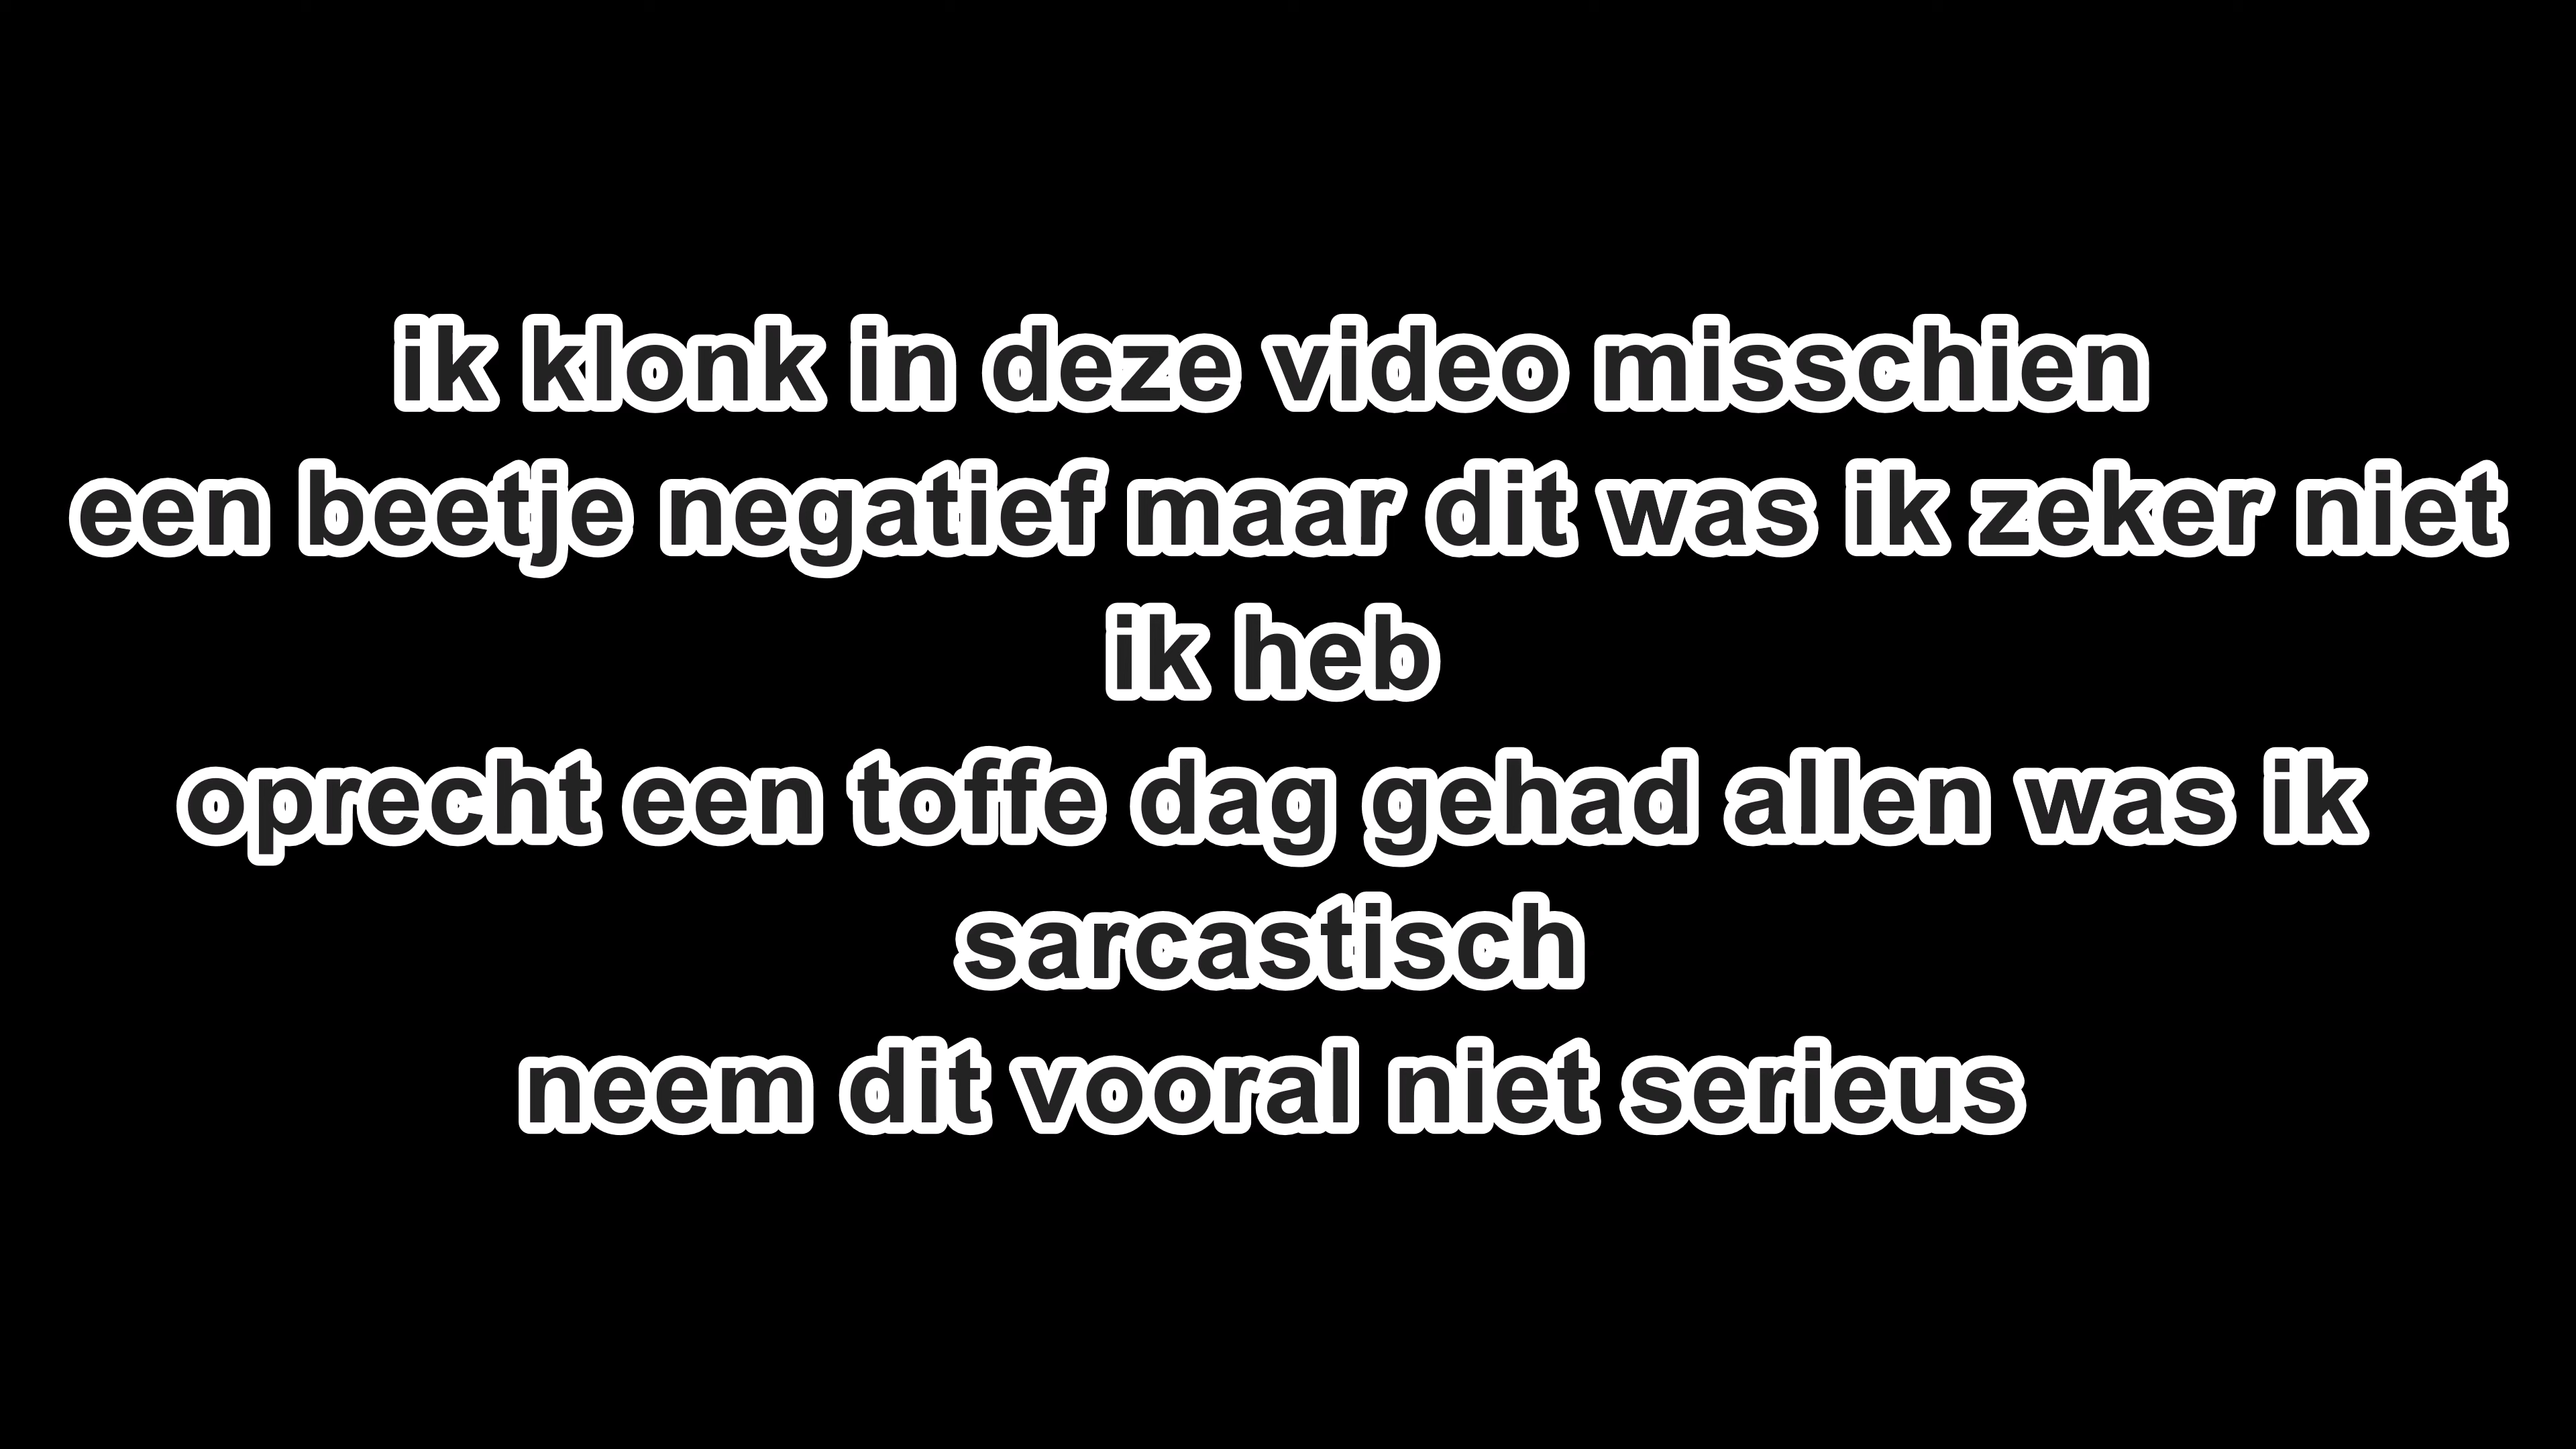 ik klonk in deze video misschien
een beetje negatief maar dit was ik zeker niet
ik heb
oprecht een toffe dag gehad allen was ik
sarcastisch
neem dit vooral niet serieus